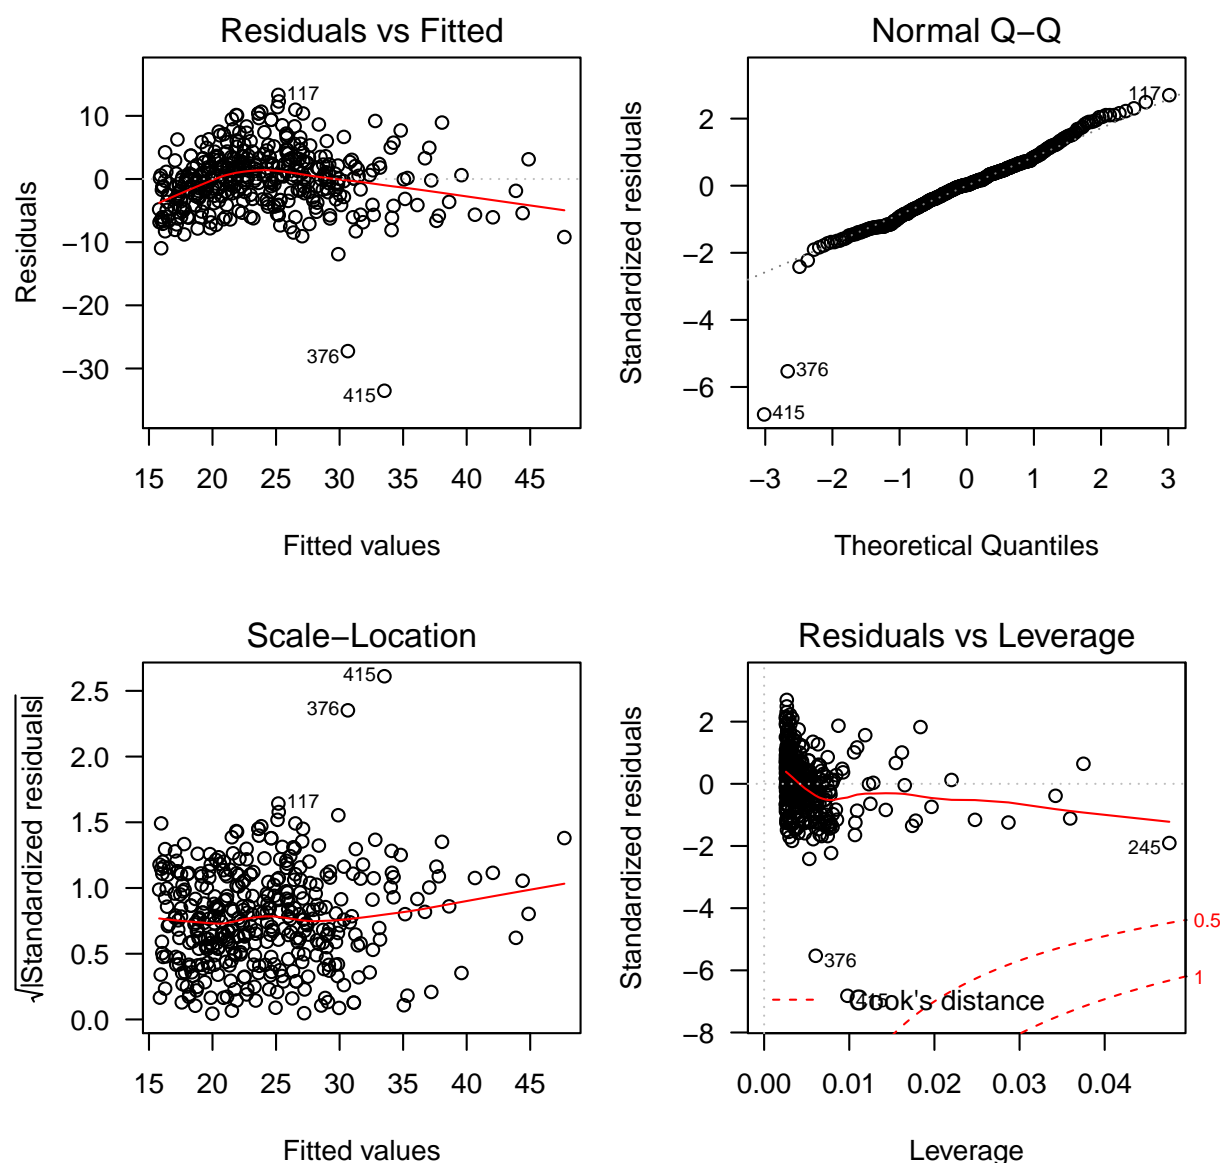 Residuals vs Fitted
Residuals
10
0
−10
−20
−30
117
376
415
15 20 25 30 35 40 45
Fitted values
Normal Q−Q
Standardized residuals
2
0
−2
−4
−6
117
376
415
−3 −2 −1 0 1 2 3
Theoretical Quantiles
Scale−Location
√|Standardized residuals|
2.5
2.0
1.5
1.0
0.5
0.0
415
376
117
15 20 25 30 35 40 45
Fitted values
Residuals vs Leverage
Standardized residuals
2
0
−2
−4
−6
−8
245
0.5
376
1
415
Cook's distance
0.00 0.01 0.02 0.03 0.04
Leverage